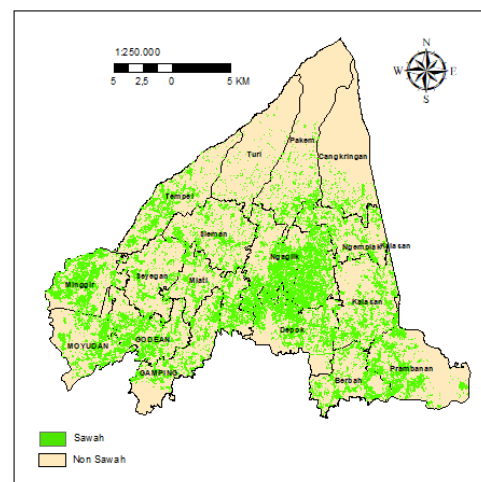 1:250.000
5 2,5 0 5 KM
N
W E
S
Pakem
Turi
Cangkringan
Tempel
Sleman
Ngemplak Kalasan
Ngaglik
Seyegan
Mlati
Minggir
Kalasan
Depok
MOYUDAN
GODEAN
Prambanan
GAMPING
Berbah
Sawah
Non Sawah